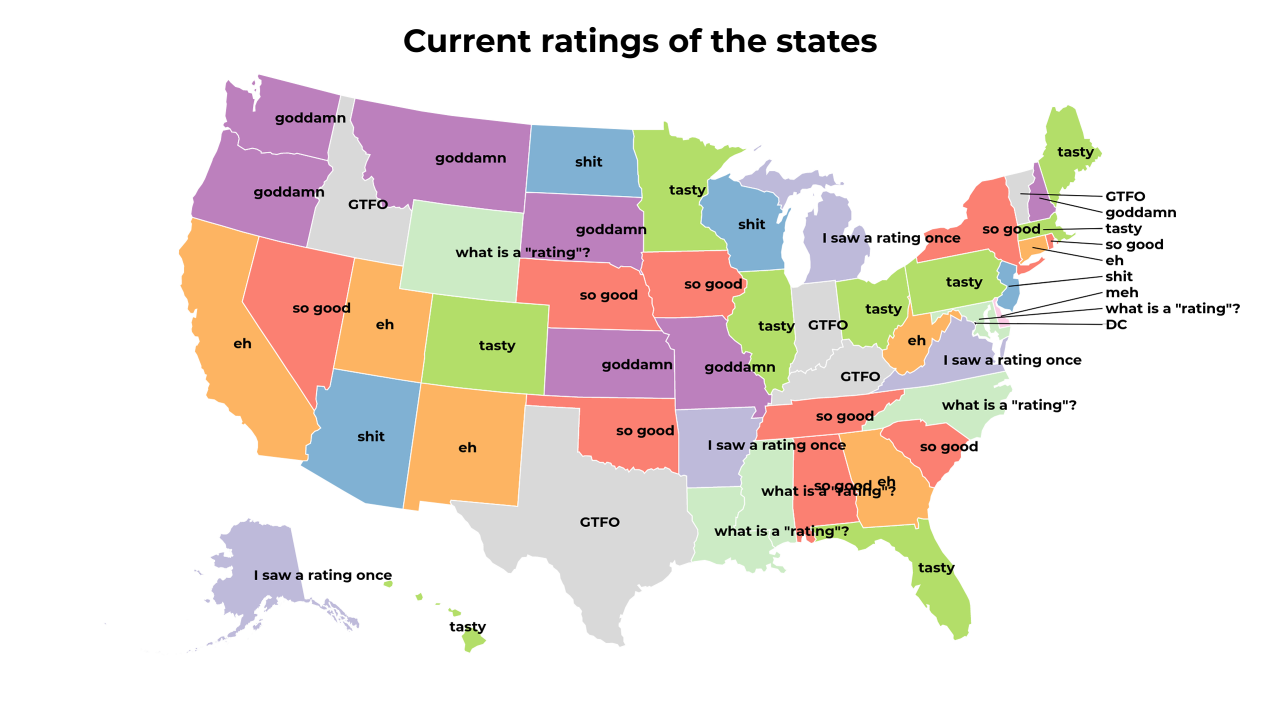 Current ratings of the states
goddamn
goddamn
shit
tasty
tasty
goddamn
tasty
GTFO
GTFO
goddamn
shit
goddamn
so good
tasty
I saw a rating once
so good
what is a "rating"?
eh
shit
tasty
so good
so good
meh
so good
tasty
what is a "rating"?
eh
tasty
GTFO
DC
eh
tasty
eh
I saw a rating once
goddamn
goddamn
GTFO
what is a "rating"?
so good
shit
so good
I saw a rating once
eh
so good
so good
eh
what is a "rating"?
GTFO
what is a "rating"?
tasty
I saw a rating once
tasty